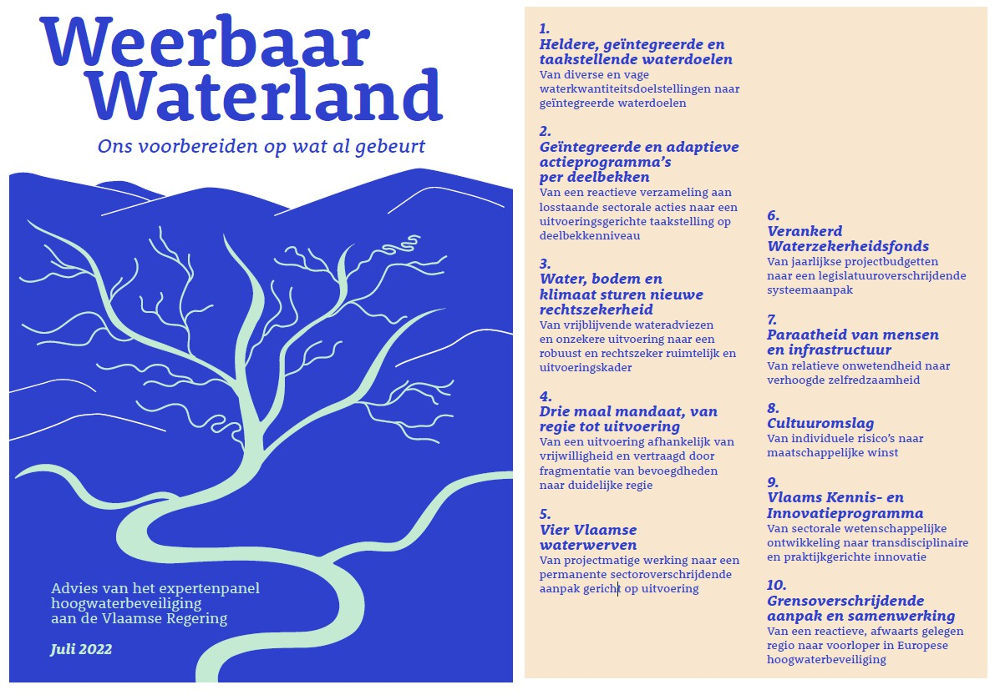 Weerbaar
Waterland
Ons voorbereiden op wat al gebeurt
Advies van het expertenpanel
hoogwaterbeveiliging
aan de Vlaamse Regering
Juli 2022
1.
Heldere, geïntegreerde en
taakstellende waterdoelen
Van diverse en vage
waterkwantiteitsdoelstellingen naar
geïntegreerde waterdoelen
2.
Geïntegreerde en adaptieve
actieprogramma’s
per deelbekken
Van een reactieve verzameling aan
losstaande sectorale acties naar een
uitvoeringsgerichte taakstelling op
deelbekkenniveau
3.
Water, bodem en
klimaat sturen nieuwe
rechtszekerheid
Van vrijblijvende wateradviezen
en onzekere uitvoering naar een
robuust en rechtszeker ruimtelijk en
uitvoeringskader
4.
Drie maal mandaat, van
regie tot uitvoering
Van een uitvoering afhankelijk van
vrijwilligheid en vertraagd door
fragmentatie van bevoegdheden
naar duidelijke regie
5.
Vier Vlaamse
waterwerven
Van projectmatige werking naar een
permanente sectoroverschrijdende
aanpak gericht op uitvoering
6.
Verankerd
Waterzekerheidsfonds
Van jaarlijkse projectbudgetten
naar een legislatuuroverschrijdende
systeemaanpak
7.
Paraatheid van mensen
en infrastructuur
Van relatieve onwetendheid naar
verhoogde zelfredzaamheid
8.
Cultuuromslag
Van individuele risico’s naar
maatschappelijke winst
9.
Vlaams Kennis- en
Innovatieprogramma
Van sectorale wetenschappelijke
ontwikkeling naar transdisciplinaire
en praktijkgerichte innovatie
10.
Grensoverschrijdende
aanpak en samenwerking
Van een reactieve, afwaarts gelegen
regio naar voorloper in Europese
hoogwaterbeveiliging